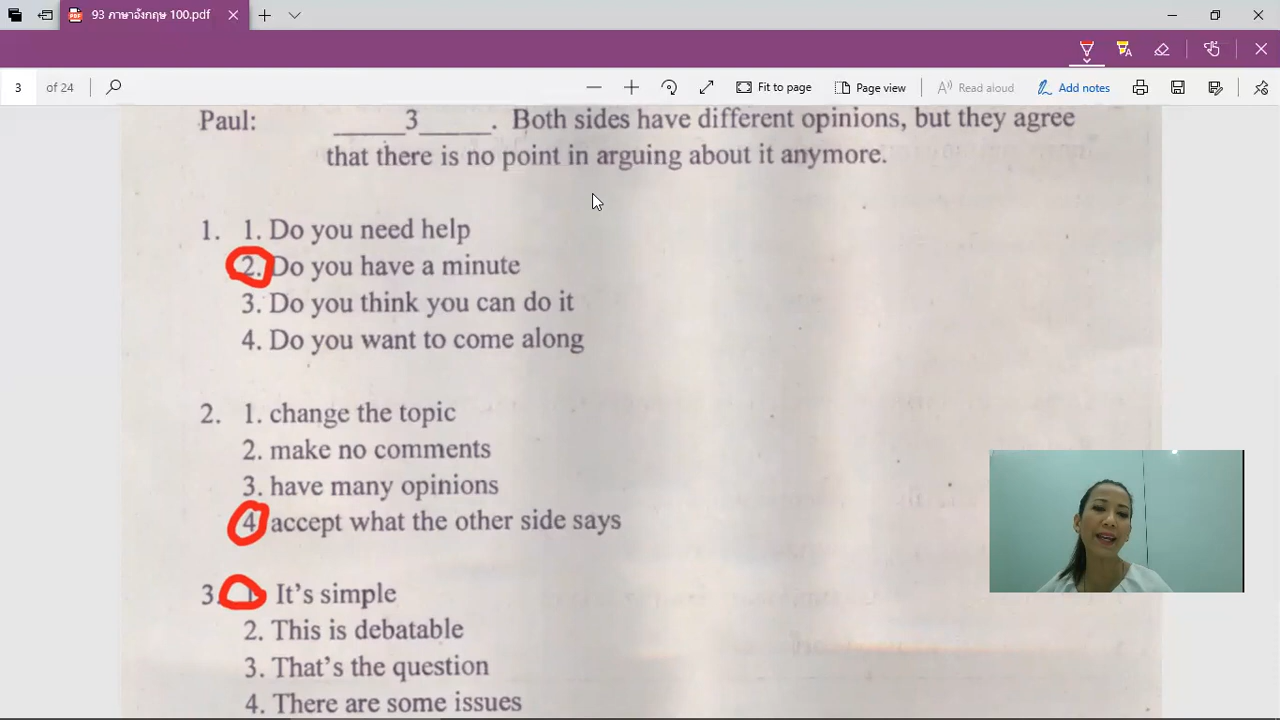 93 ภาษาอังกฤษ 100.pdf
3 of 24 Fit to page Page view Read aloud Add notes
Paul: _____3_____. Both sides have different opinions, but they agree
that there is no point in arguing about it anymore.
1. 1. Do you need help
2. Do you have a minute
3. Do you think you can do it
4. Do you want to come along
2. 1. change the topic
2. make no comments
3. have many opinions
4 accept what the other side says
3. 1. It's simple
2. This is debatable
3. That's the question
4. There are some issues